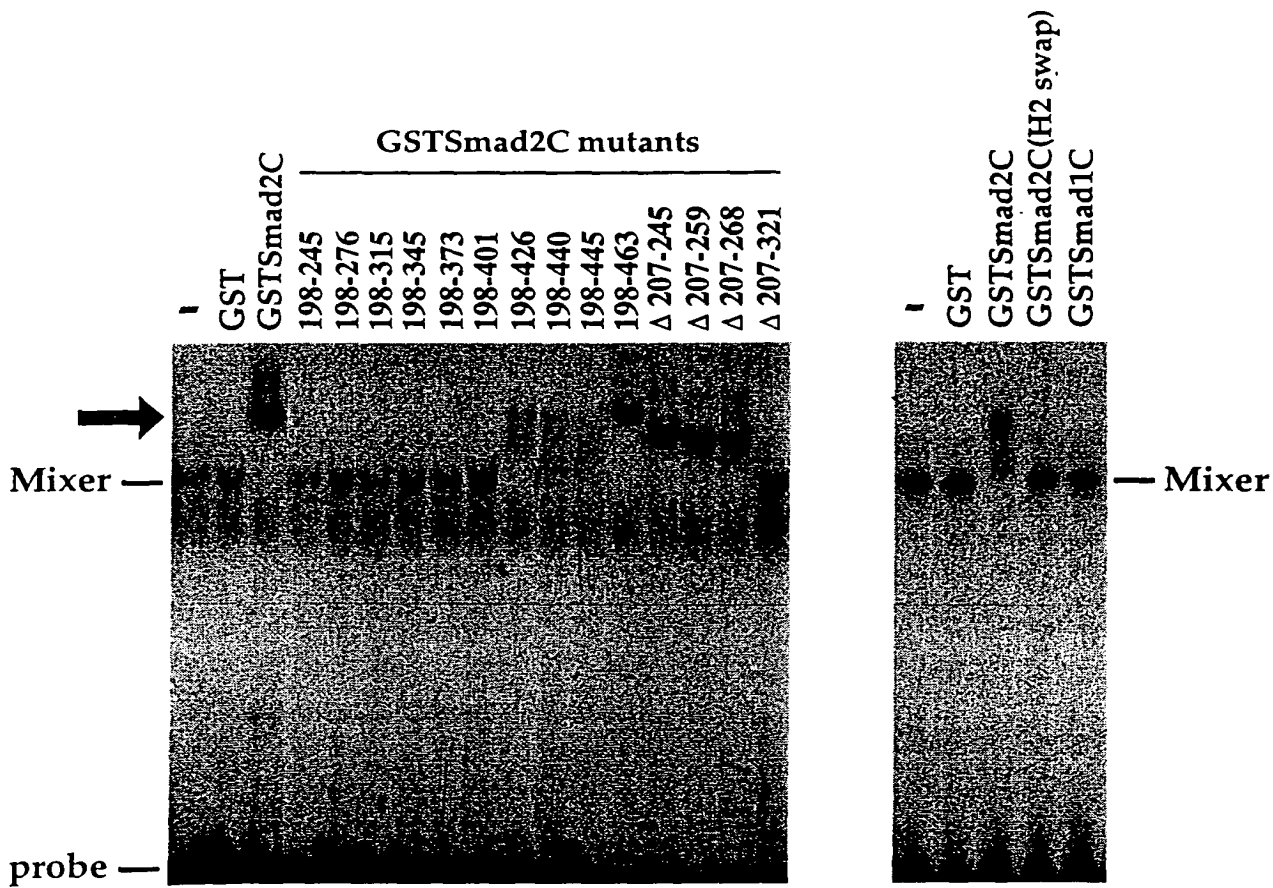 GSTSmad2C mutants
-
GST
GSTSmad2C
198-245
198-276
198-315
198-345
198-373
198-401
198-426
198-440
198-445
198-463
Δ 207-245
Δ 207-259
Δ 207-268
Δ 207-321
-
GST
GSTSmad2C
GSTSmad2C(H2 swap)
GSTSmad1C
Mixer
Mixer
probe